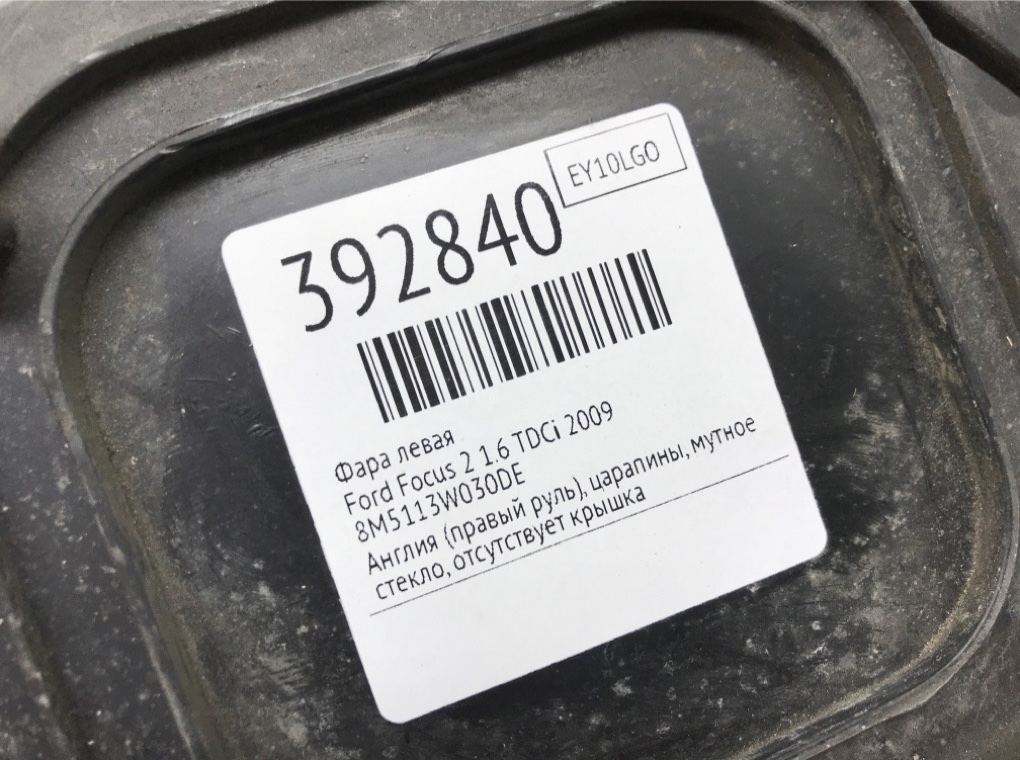 EY10LGO
392840
Фара левая
Ford Focus 2 1.6 TDCi 2009
8M5113W030DE
Англия (правый руль), царапины, мутное
стекло, отсутствует крышка